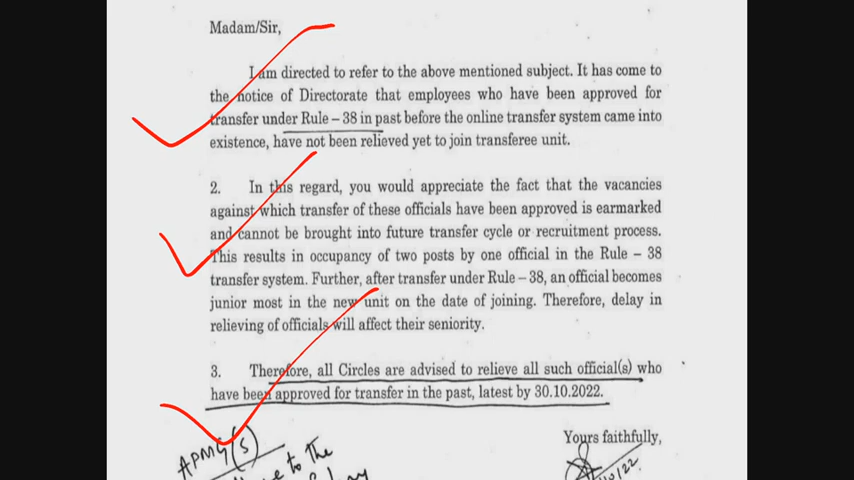 Madam/Sir,
I am directed to refer to the above mentioned subject. It has come to
the notice of Directorate that employees who have been approved for
transfer under Rule – 38 in past before the online transfer system came into
existence, have not been relieved yet to join transferee unit.
2. In this regard, you would appreciate the fact that the vacancies
against which transfer of these officials have been approved is earmarked
and cannot be brought into future transfer cycle or recruitment process.
This results in occupancy of two posts by one official in the Rule – 38
transfer system. Further, after transfer under Rule – 38, an official becomes
junior most in the new unit on the date of joining. Therefore, delay in
relieving of officials will affect their seniority.
3. Therefore, all Circles are advised to relieve all such official(s) who
have been approved for transfer in the past, latest by 30.10.2022.
Yours faithfully,
APMG(S)
to the